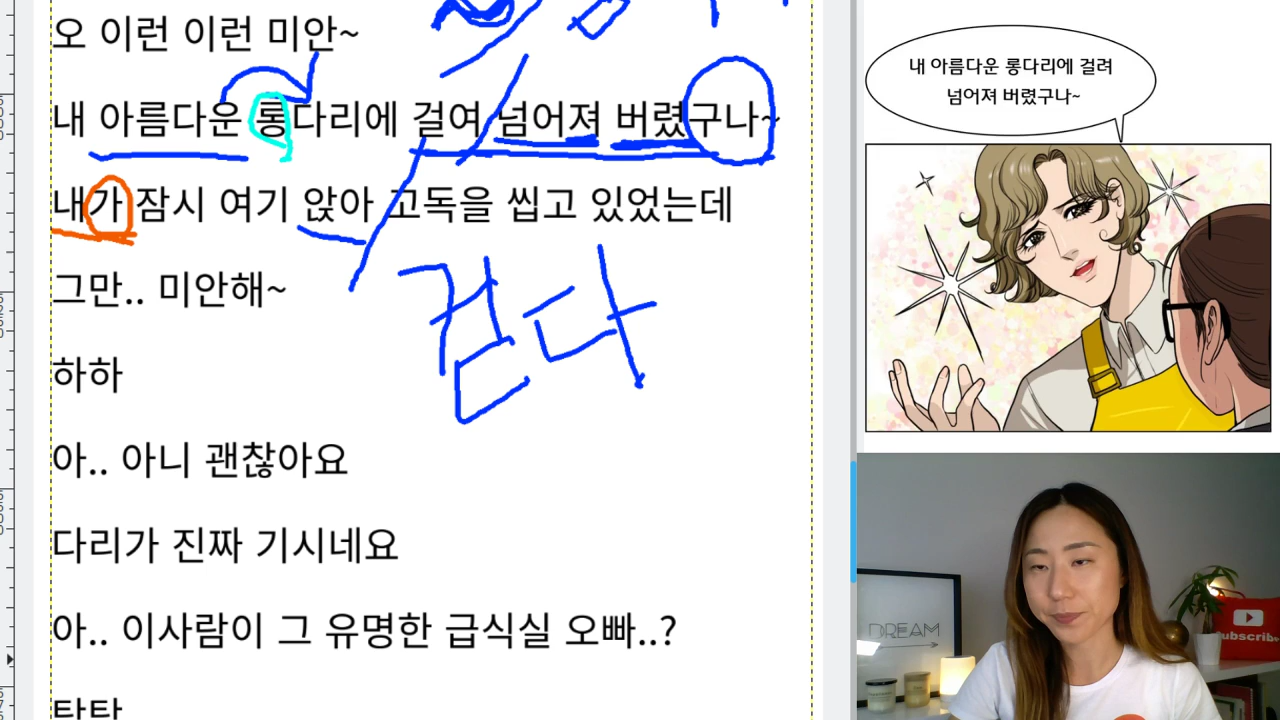 오 이런 이런 미안~
내 아름다운 롱다리에 걸여 넘어져 버렸구나~
내가 잠시 여기 앉아 고독을 씹고 있었는데
그만.. 미안해~
하하
아.. 아니 괜찮아요
다리가 진짜 기시네요
아.. 이사람이 그 유명한 급식실 오빠..?
탁탁
내 아름다운 롱다리에 걸려
넘어져 버렸구나~
DREAM
ubscrib